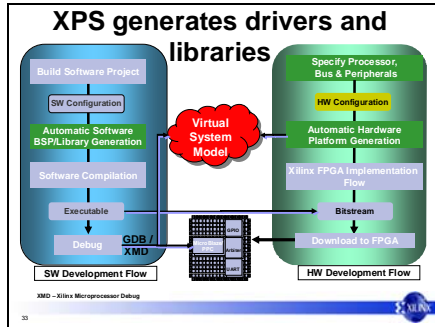 XPS generates drivers and
libraries
Build Software Project
SW Configuration
Automatic Software
BSP/Library Generation
Software Compilation
Executable
Debug
GDB /
XMD
SW Development Flow
Virtual
System
Model
GPIO
MicroBlaze
PPC
Arbiter
UART
Specify Processor,
Bus & Peripherals
HW Configuration
Automatic Hardware
Platform Generation
Xilinx FPGA Implementation
Flow
Bitstream
Download to FPGA
HW Development Flow
XMD – Xilinx Microprocessor Debug
33
XILINX